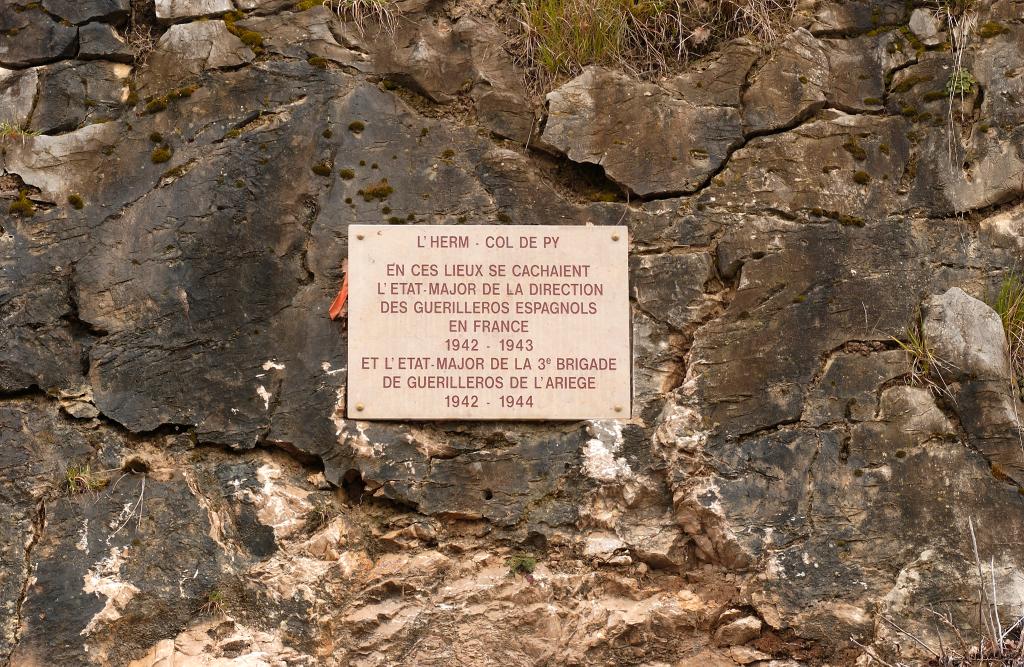 L'HERM - COL DE PY
EN CES LIEUX SE CACHAIENT
L'ETAT-MAJOR DE LA DIRECTION
DES GUERILLEROS ESPAGNOLS
EN FRANCE
1942 - 1943
ET L'ETAT-MAJOR DE LA 3e BRIGADE
DE GUERILLEROS DE L'ARIEGE
1942 - 1944